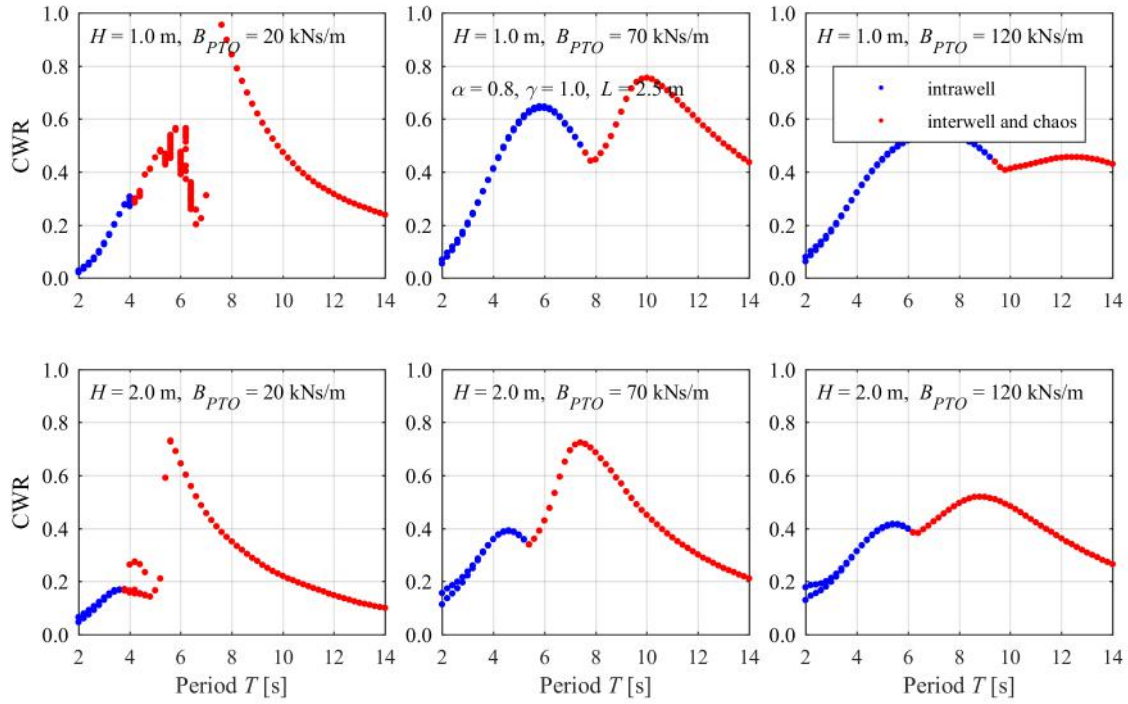 H = 1.0 m, B_PTO = 20 kNs/m
H = 1.0 m, B_PTO = 70 kNs/m
H = 1.0 m, B_PTO = 120 kNs/m
α = 0.8, γ = 1.0, L = 2.5 m
intrawell
interwell and chaos
CWR
1.0
0.8
0.6
0.4
0.2
0.0
2 4 6 8 10 12 14
1.0
0.8
0.6
0.4
0.2
0.0
2 4 6 8 10 12 14
1.0
0.8
0.6
0.4
0.2
0.0
2 4 6 8 10 12 14
H = 2.0 m, B_PTO = 20 kNs/m
H = 2.0 m, B_PTO = 70 kNs/m
H = 2.0 m, B_PTO = 120 kNs/m
CWR
1.0
0.8
0.6
0.4
0.2
0.0
2 4 6 8 10 12 14
Period T [s]
1.0
0.8
0.6
0.4
0.2
0.0
2 4 6 8 10 12 14
Period T [s]
1.0
0.8
0.6
0.4
0.2
0.0
2 4 6 8 10 12 14
Period T [s]